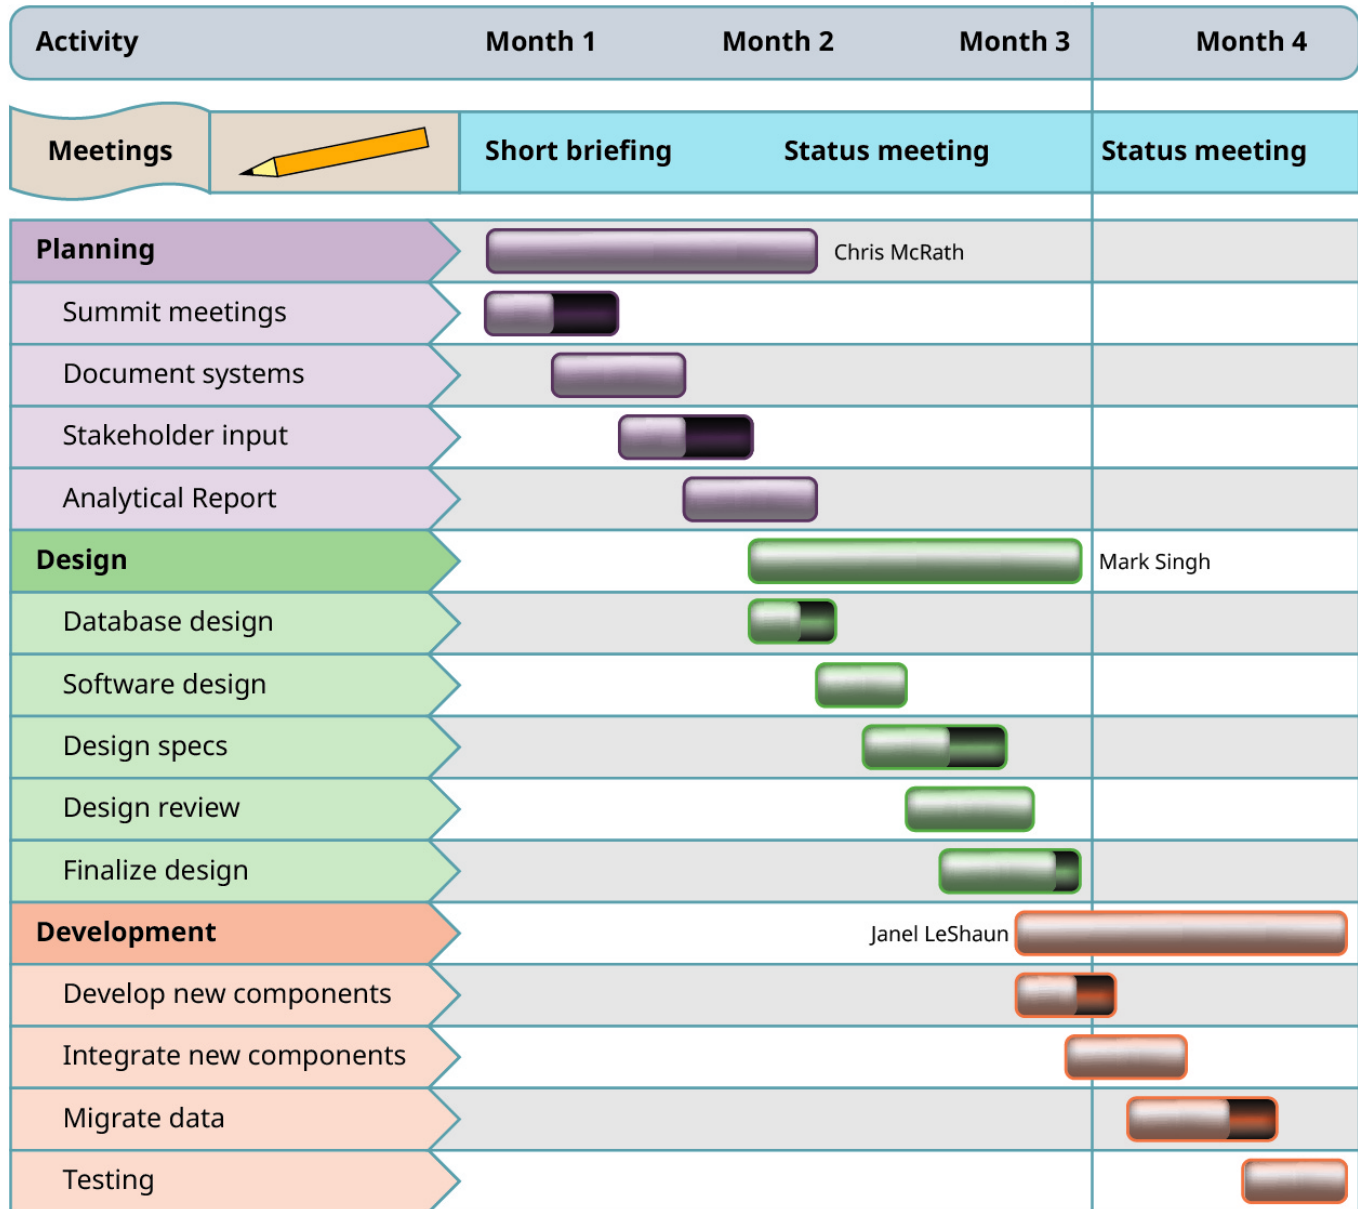 Activity Month 1 Month 2 Month 3 Month 4
Meetings Short briefing Status meeting Status meeting
Planning Chris McRath
Summit meetings
Document systems
Stakeholder input
Analytical Report
Design Mark Singh
Database design
Software design
Design specs
Design review
Finalize design
Development Janel LeShaun
Develop new components
Integrate new components
Migrate data
Testing